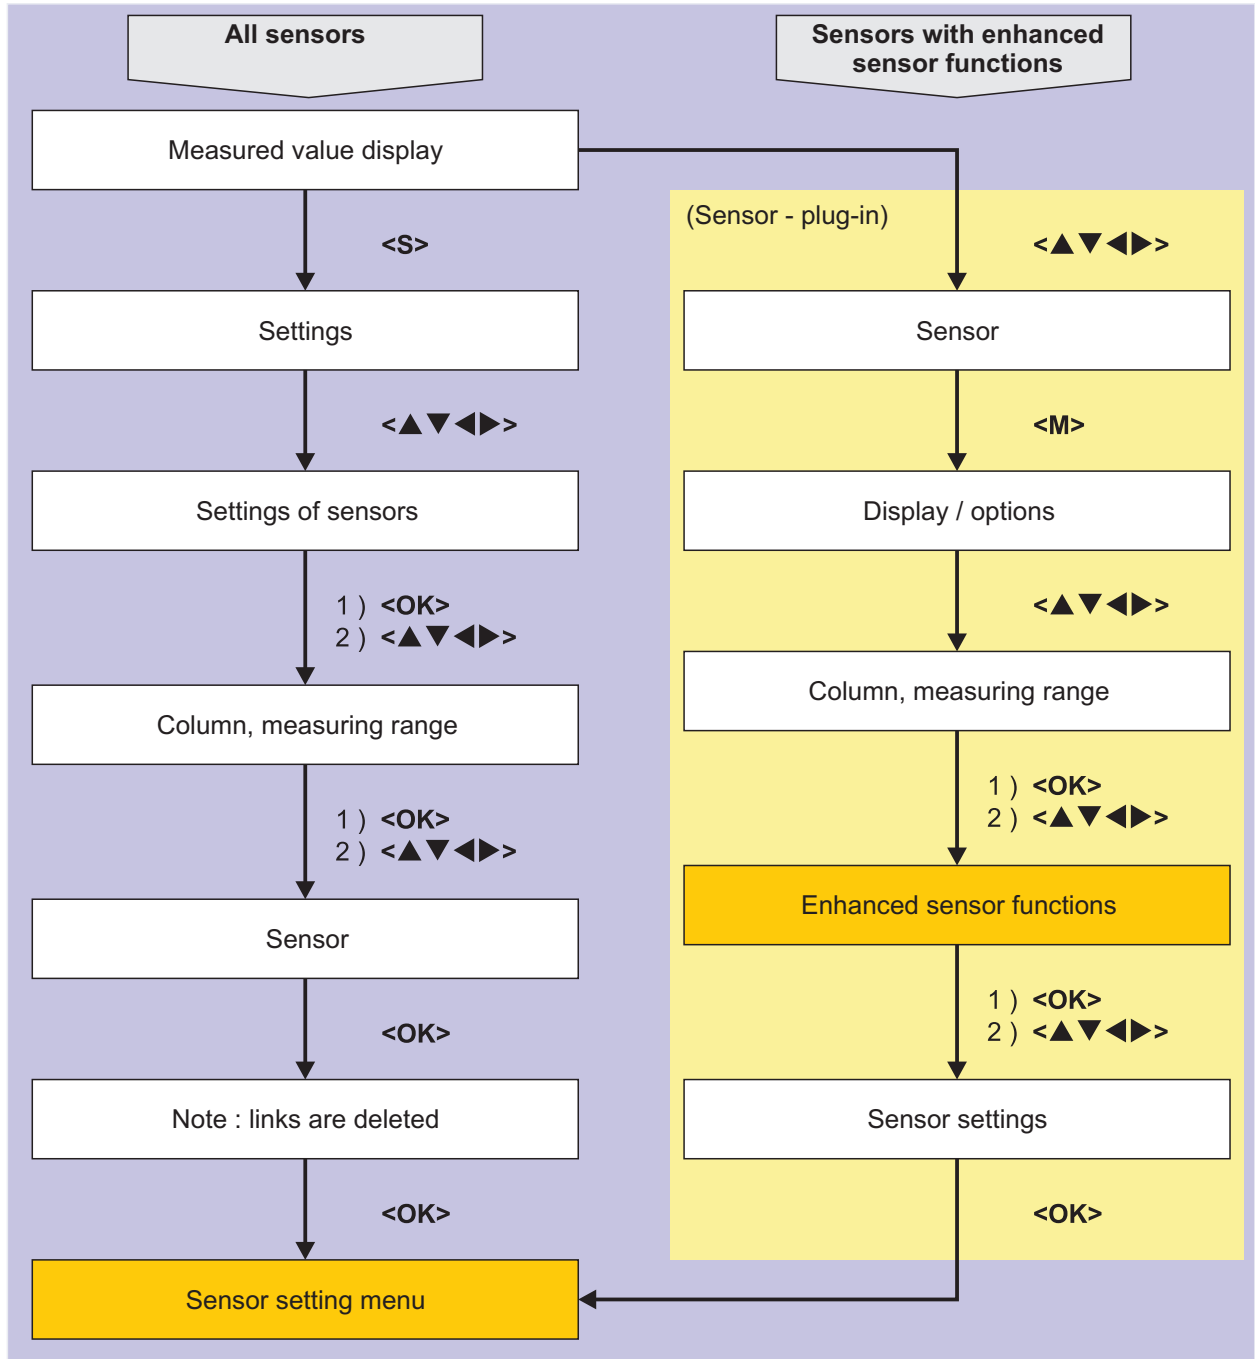 All sensors
Measured value display
<S>
Settings
<▲▼◀▶>
Settings of sensors
1 ) <OK>
2 ) <▲▼◀▶>
Column, measuring range
1 ) <OK>
2 ) <▲▼◀▶>
Sensor
<OK>
Note : links are deleted
<OK>
Sensor setting menu
Sensors with enhanced
sensor functions
(Sensor - plug-in)
<▲▼◀▶>
Sensor
<M>
Display / options
<▲▼◀▶>
Column, measuring range
1 ) <OK>
2 ) <▲▼◀▶>
Enhanced sensor functions
1 ) <OK>
2 ) <▲▼◀▶>
Sensor settings
<OK>